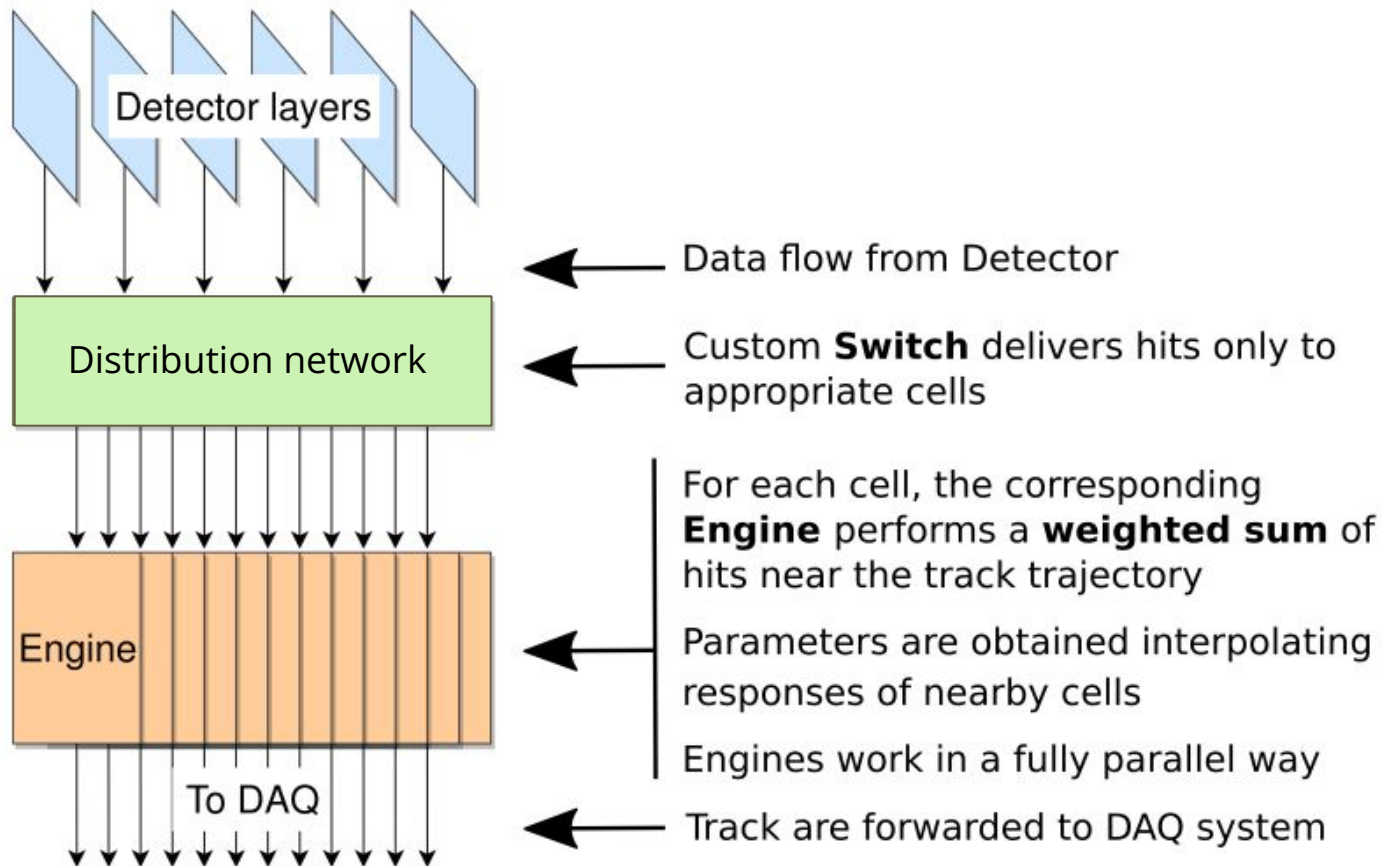 Detector layers
Data flow from Detector
Distribution network
Custom Switch delivers hits only to
appropriate cells
For each cell, the corresponding
Engine performs a weighted sum of
hits near the track trajectory
Engine
Parameters are obtained interpolating
responses of nearby cells
Engines work in a fully parallel way
To DAQ
Track are forwarded to DAQ system